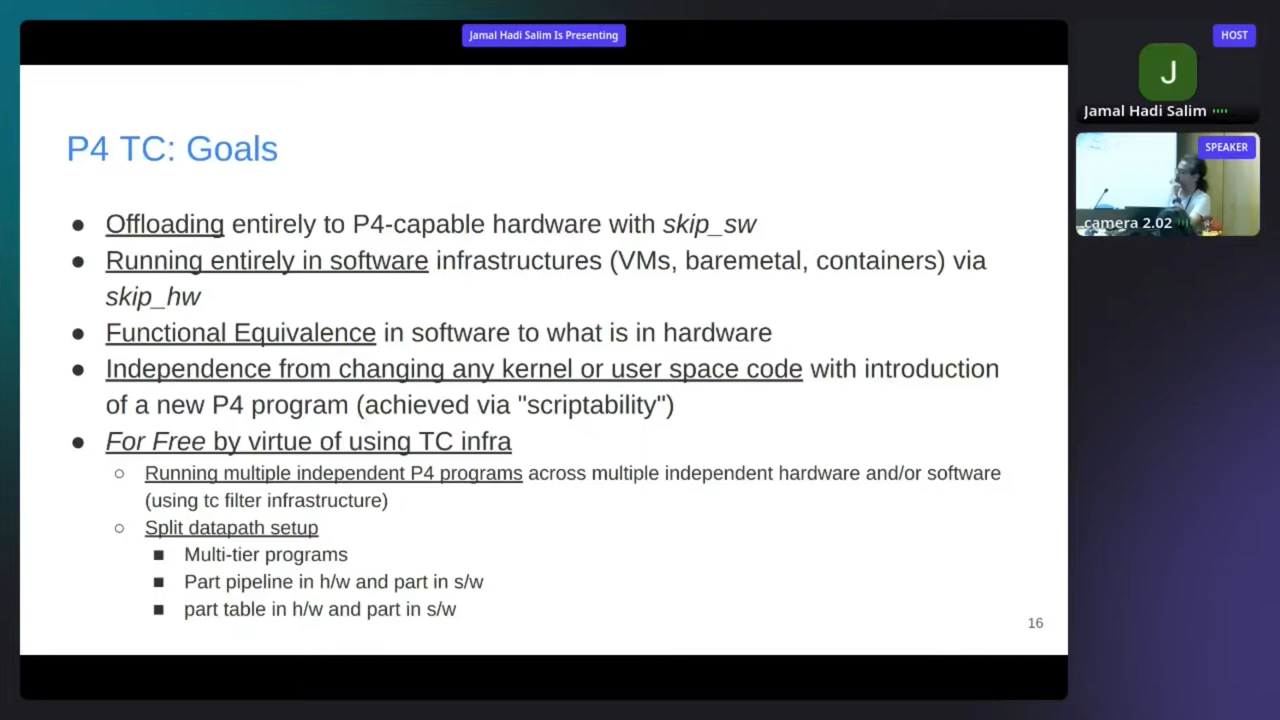 Jamal Hadi Salim Is Presenting
P4 TC: Goals
● Offloading entirely to P4-capable hardware with skip_sw
● Running entirely in software infrastructures (VMs, baremetal, containers) via
skip_hw
● Functional Equivalence in software to what is in hardware
● Independence from changing any kernel or user space code with introduction
of a new P4 program (achieved via "scriptability")
● For Free by virtue of using TC infra
○ Running multiple independent P4 programs across multiple independent hardware and/or software
(using tc filter infrastructure)
○ Split datapath setup
■ Multi-tier programs
■ Part pipeline in h/w and part in s/w
■ part table in h/w and part in s/w
16
HOST
J
Jamal Hadi Salim
SPEAKER
camera 2.02